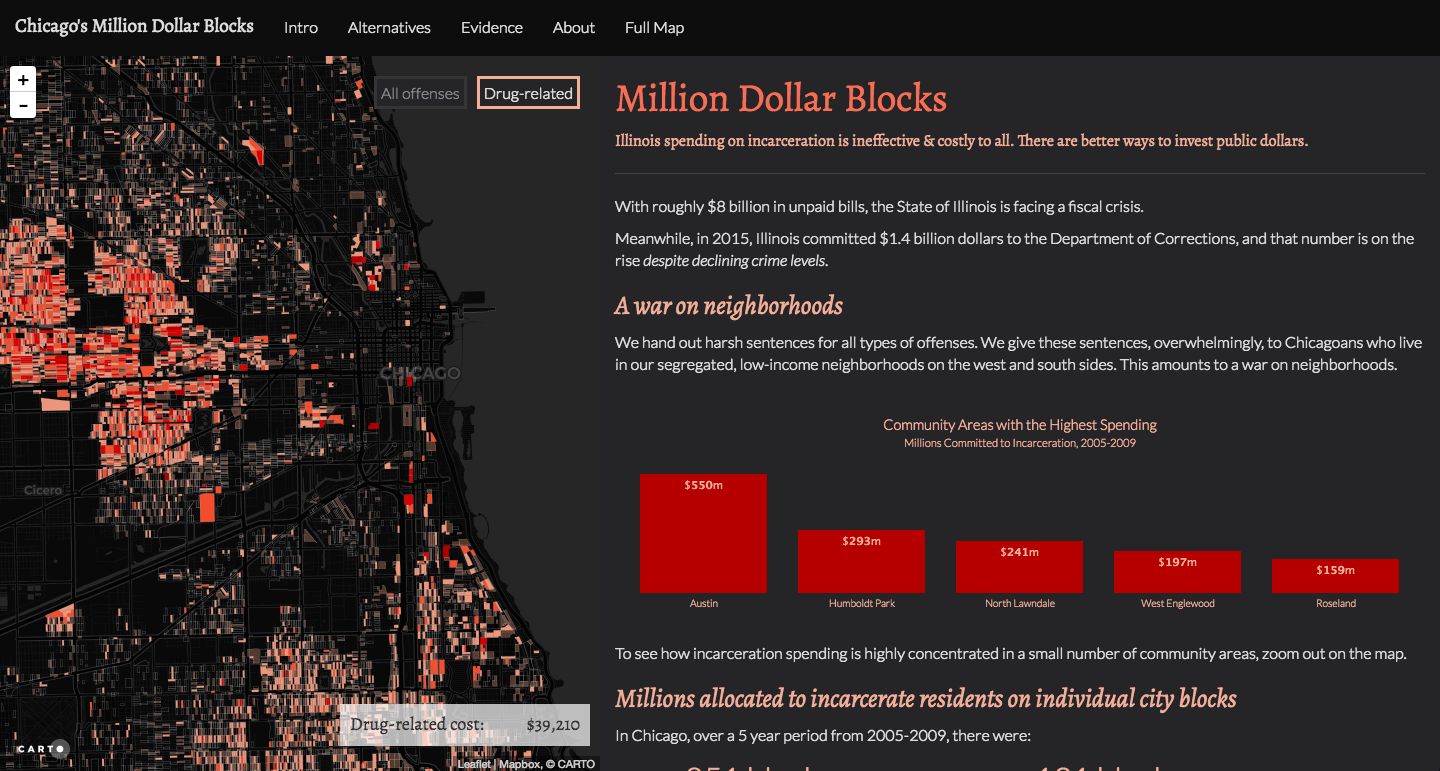 Chicago's Million Dollar Blocks Intro Alternatives Evidence About Full Map
+
-
All offenses Drug-related
CHICAGO
Cicero
Drug-related cost: $39,210
CARTO
Leaflet | Mapbox, © CARTO
Million Dollar Blocks
Illinois spending on incarceration is ineffective & costly to all. There are better ways to invest public dollars.
With roughly $8 billion in unpaid bills, the State of Illinois is facing a fiscal crisis.
Meanwhile, in 2015, Illinois committed $1.4 billion dollars to the Department of Corrections, and that number is on the
rise despite declining crime levels.
A war on neighborhoods
We hand out harsh sentences for all types of offenses. We give these sentences, overwhelmingly, to Chicagoans who live
in our segregated, low-income neighborhoods on the west and south sides. This amounts to a war on neighborhoods.
Community Areas with the Highest Spending
Millions Committed to Incarceration, 2005-2009
$550m $293m $241m $197m $159m
Austin Humboldt Park North Lawndale West Englewood Roseland
To see how incarceration spending is highly concentrated in a small number of community areas, zoom out on the map.
Millions allocated to incarcerate residents on individual city blocks
In Chicago, over a 5 year period from 2005-2009, there were: